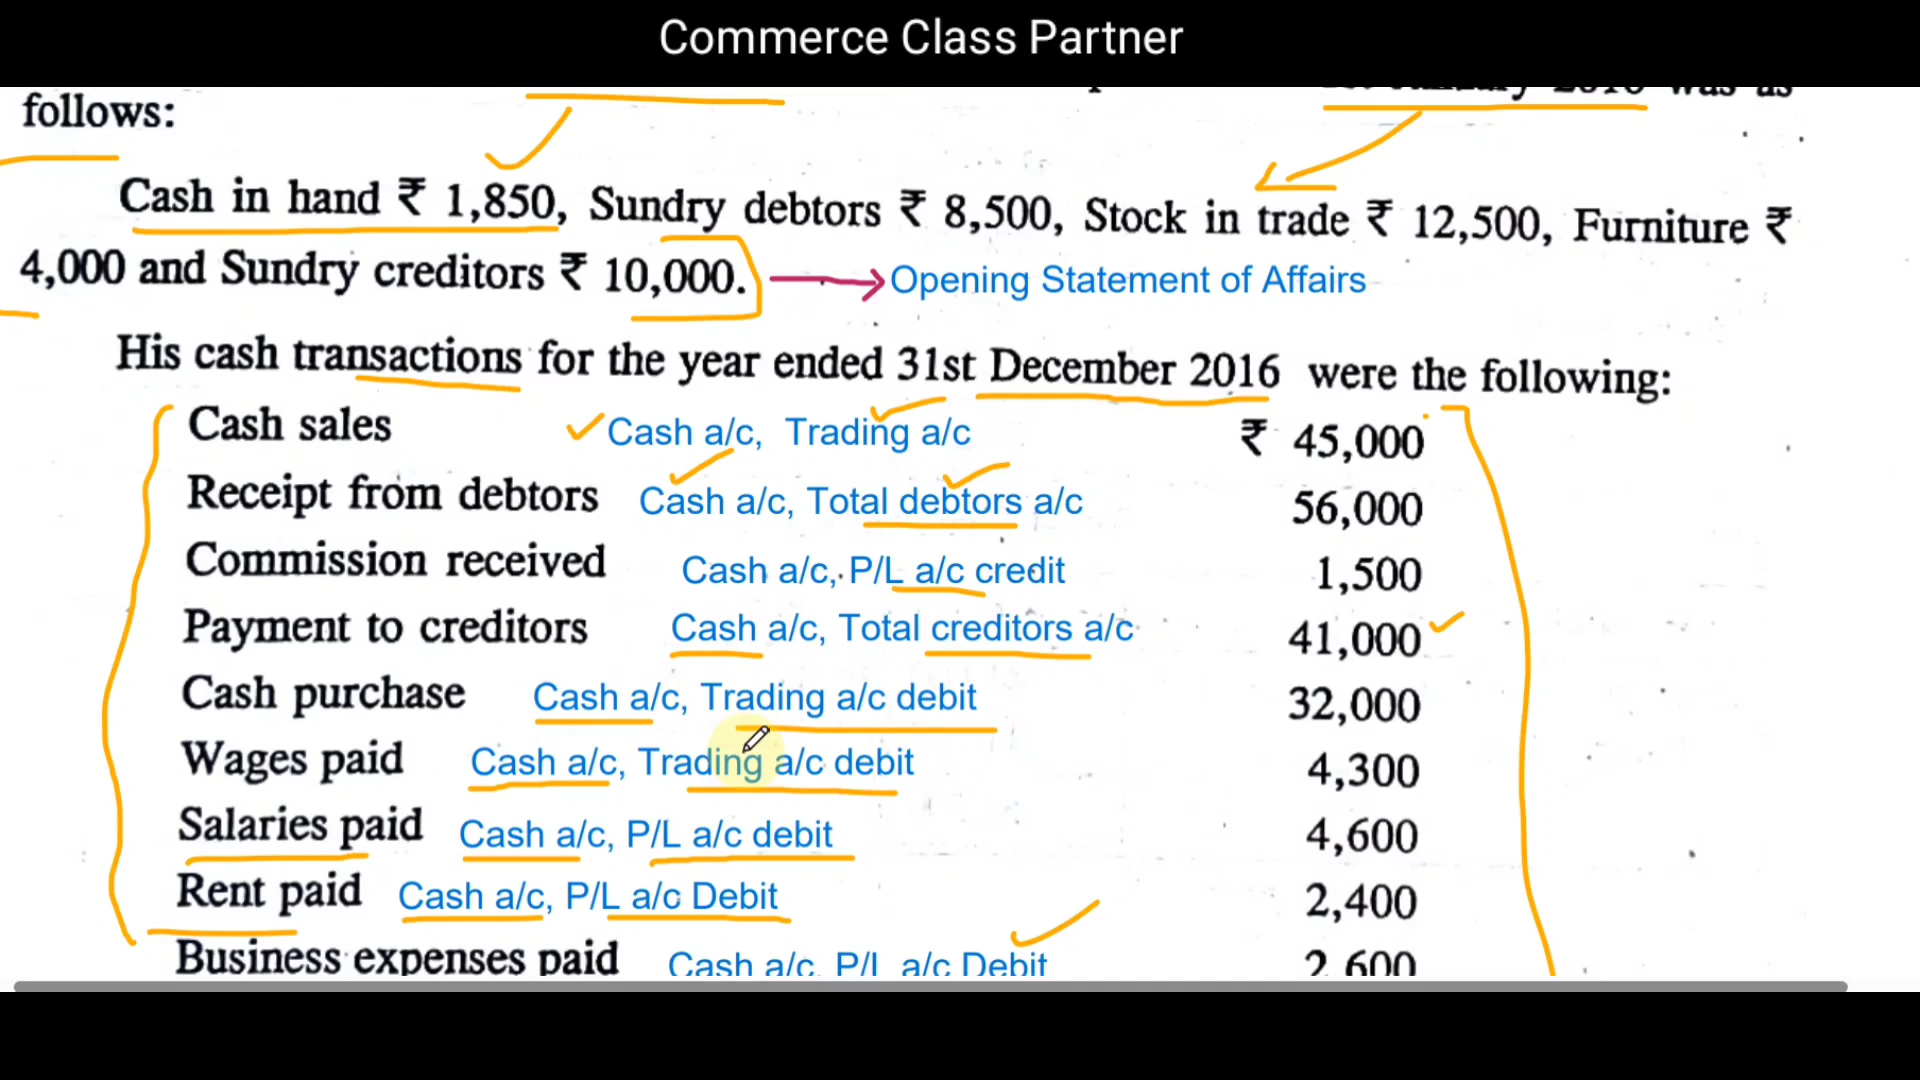 Commerce Class Partner
1st January 2016 was as
follows:
Cash in hand ₹ 1,850, Sundry debtors ₹ 8,500, Stock in trade ₹ 12,500, Furniture ₹
4,000 and Sundry creditors ₹ 10,000. Opening Statement of Affairs
His cash transactions for the year ended 31st December 2016 were the following:
Cash sales Cash a/c, Trading a/c ₹ 45,000
Receipt from debtors Cash a/c, Total debtors a/c 56,000
Commission received Cash a/c, P/L a/c credit 1,500
Payment to creditors Cash a/c, Total creditors a/c 41,000
Cash purchase Cash a/c, Trading a/c debit 32,000
Wages paid Cash a/c, Trading a/c debit 4,300
Salaries paid Cash a/c, P/L a/c debit 4,600
Rent paid Cash a/c, P/L a/c Debit 2,400
Business expenses paid Cash a/c, P/L a/c Debit 2,600